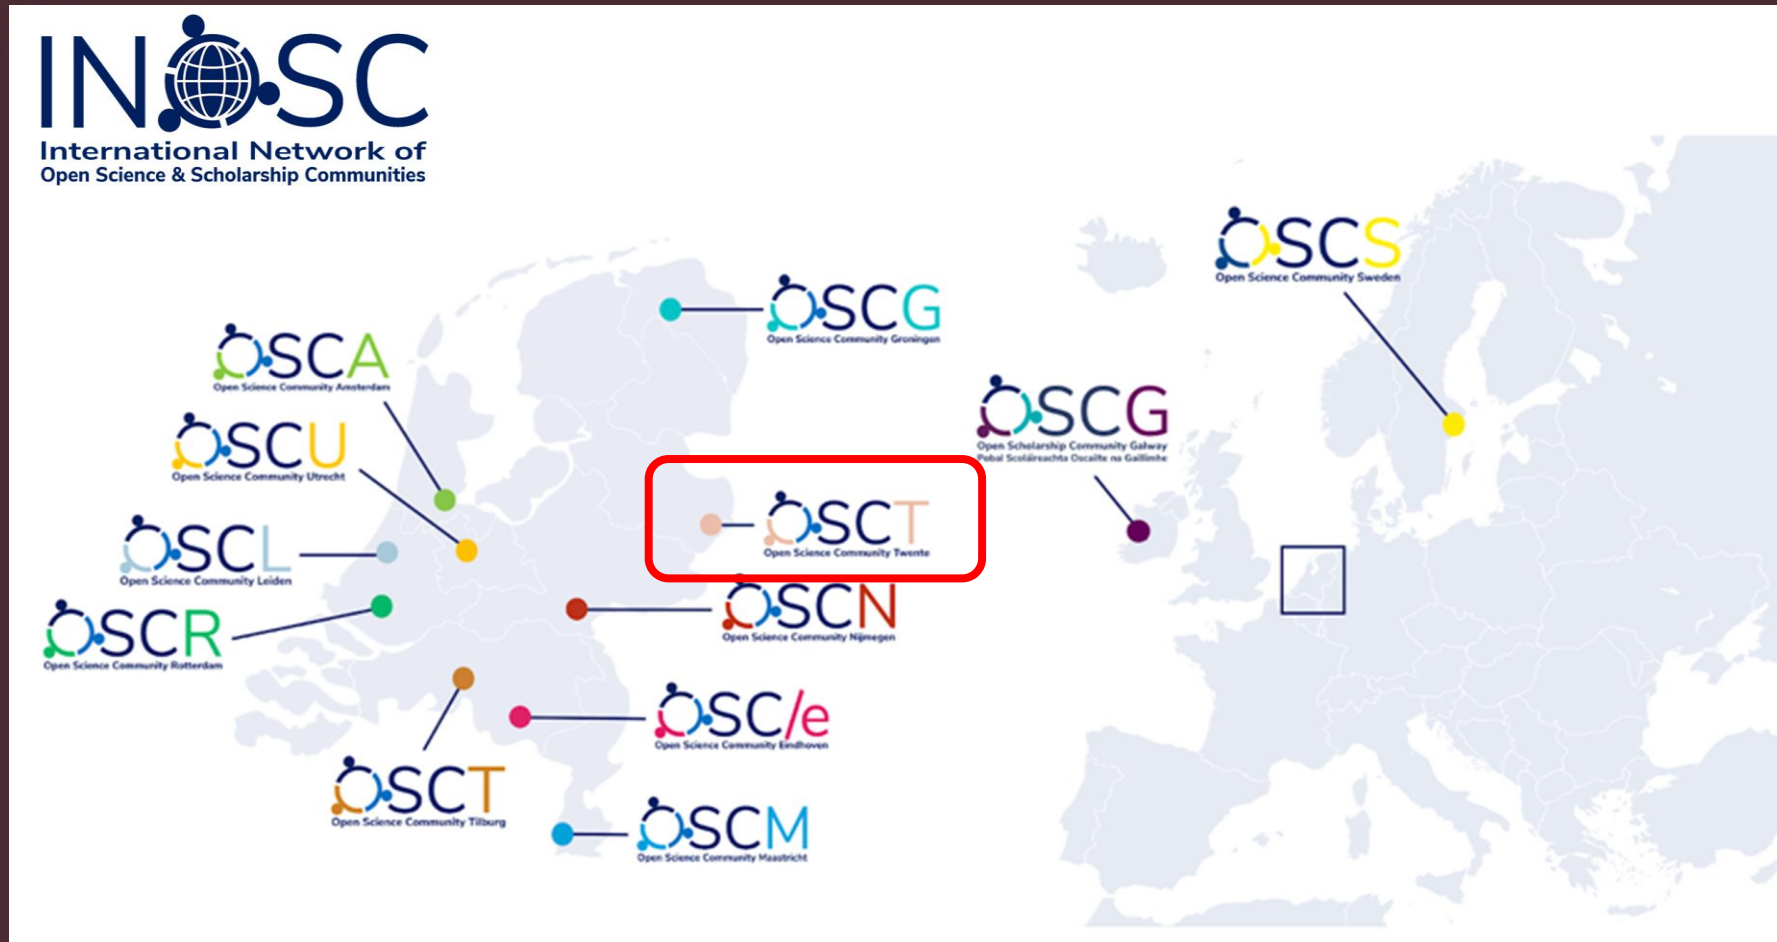 INOSC
International Network of
Open Science & Scholarship Communities
OSCS
Open Science Community Sweden
OSCG
Open Science Community Groningen
OSCA
Open Science Community Amsterdam
OSCG
Open Scholarship Community Galway
Pobal Scoláireachta Oscailte na Gaillimhe
OSCU
Open Science Community Utrecht
OSCT
Open Science Community Twente
OSCL
Open Science Community Leiden
OSCN
Open Science Community Nijmegen
OSCR
Open Science Community Rotterdam
OSC/e
Open Science Community Eindhoven
OSCT
Open Science Community Tilburg
OSCM
Open Science Community Maastricht